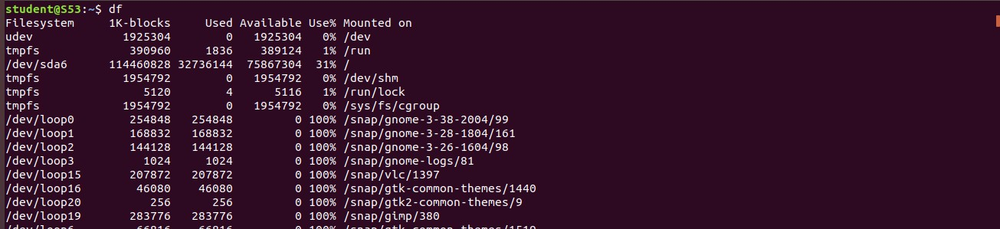 student@S53:~$ df
Filesystem     1K-blocks     Used Available Use% Mounted on
udev             1925304        0   1925304   0% /dev
tmpfs             390960     1836    389124   1% /run
/dev/sda6      114460828 32736144  75867304  31% /
tmpfs            1954792        0   1954792   0% /dev/shm
tmpfs               5120        4      5116   1% /run/lock
tmpfs            1954792        0   1954792   0% /sys/fs/cgroup
/dev/loop0        254848   254848         0 100% /snap/gnome-3-38-2004/99
/dev/loop1        168832   168832         0 100% /snap/gnome-3-28-1804/161
/dev/loop2        144128   144128         0 100% /snap/gnome-3-26-1604/98
/dev/loop3          1024     1024         0 100% /snap/gnome-logs/81
/dev/loop15       207872   207872         0 100% /snap/vlc/1397
/dev/loop16        46080    46080         0 100% /snap/gtk-common-themes/1440
/dev/loop20          256      256         0 100% /snap/gtk2-common-themes/9
/dev/loop19       283776   283776         0 100% /snap/gimp/380
0 100%